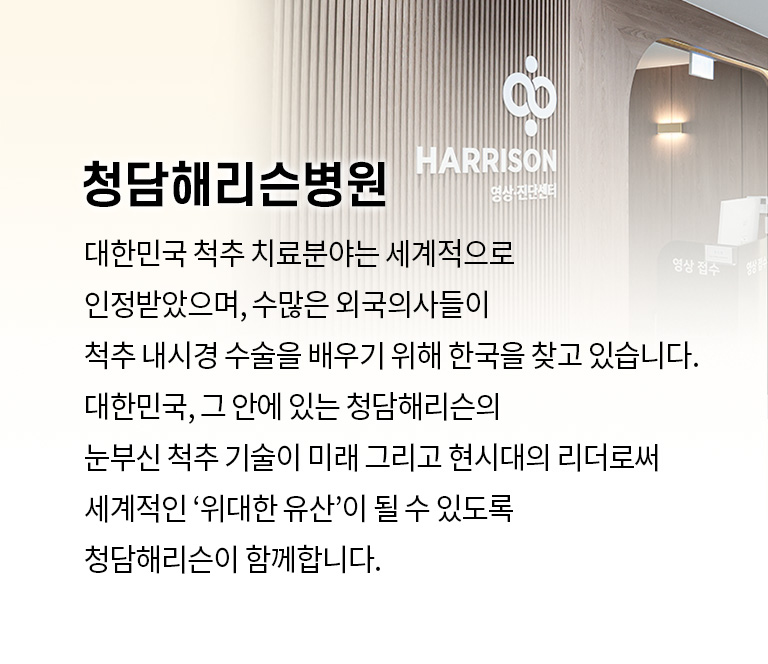 HARRISON
영상·진단센터
청담해리슨병원
영상 접수
대한민국 척추 치료분야는 세계적으로
인정받았으며, 수많은 외국의사들이
척추 내시경 수술을 배우기 위해 한국을 찾고 있습니다.
대한민국, 그 안에 있는 청담해리슨의
눈부신 척추 기술이 미래 그리고 현시대의 리더로써
세계적인 ‘위대한 유산’이 될 수 있도록
청담해리슨이 함께합니다.